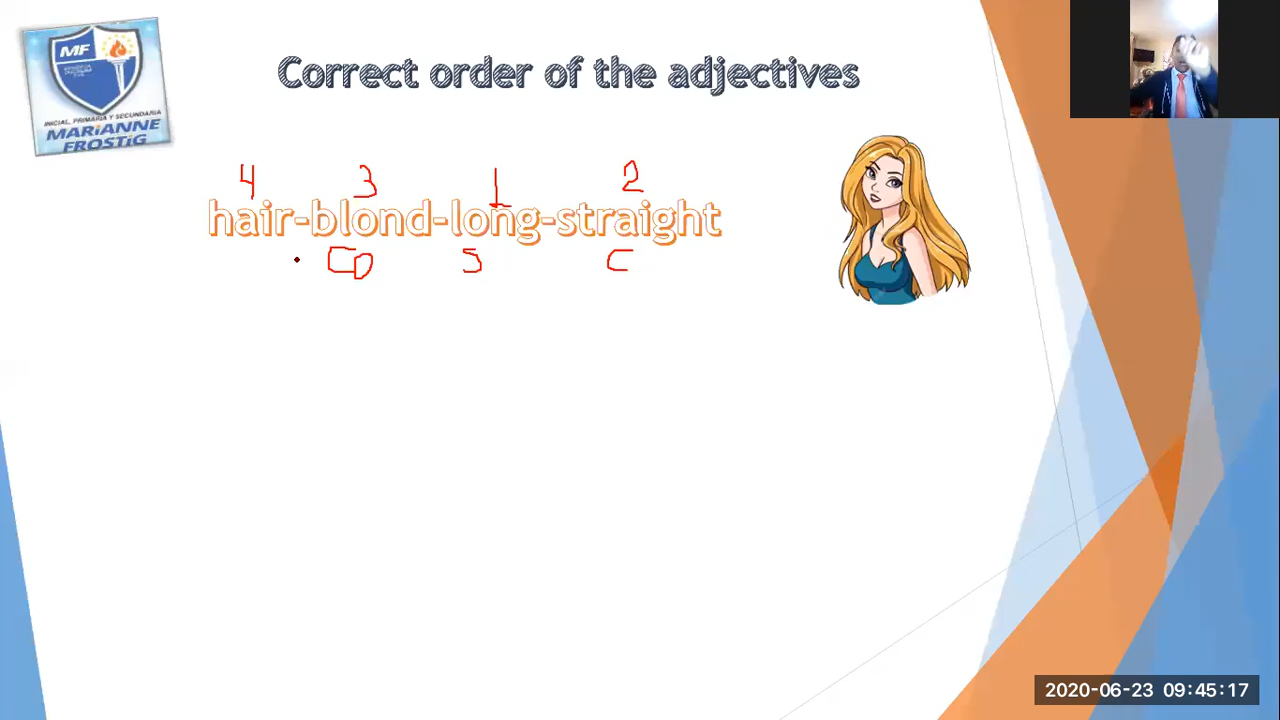 MF
INICIAL, PRIMARIA Y SECUNDARIA
MARIANNE
FROSTIG
Correct order of the adjectives
4 3 1 2
hair-blond-long-straight
CO S C
2020-06-23 09:45:17